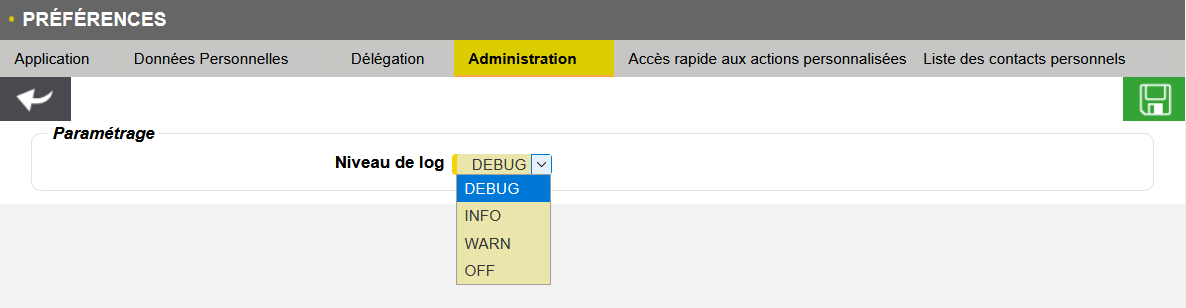 PRÉFÉRENCES
Application Données Personnelles Délégation Administration Accès rapide aux actions personnalisées Liste des contacts personnels
Paramétrage
Niveau de log DEBUG
DEBUG
INFO
WARN
OFF